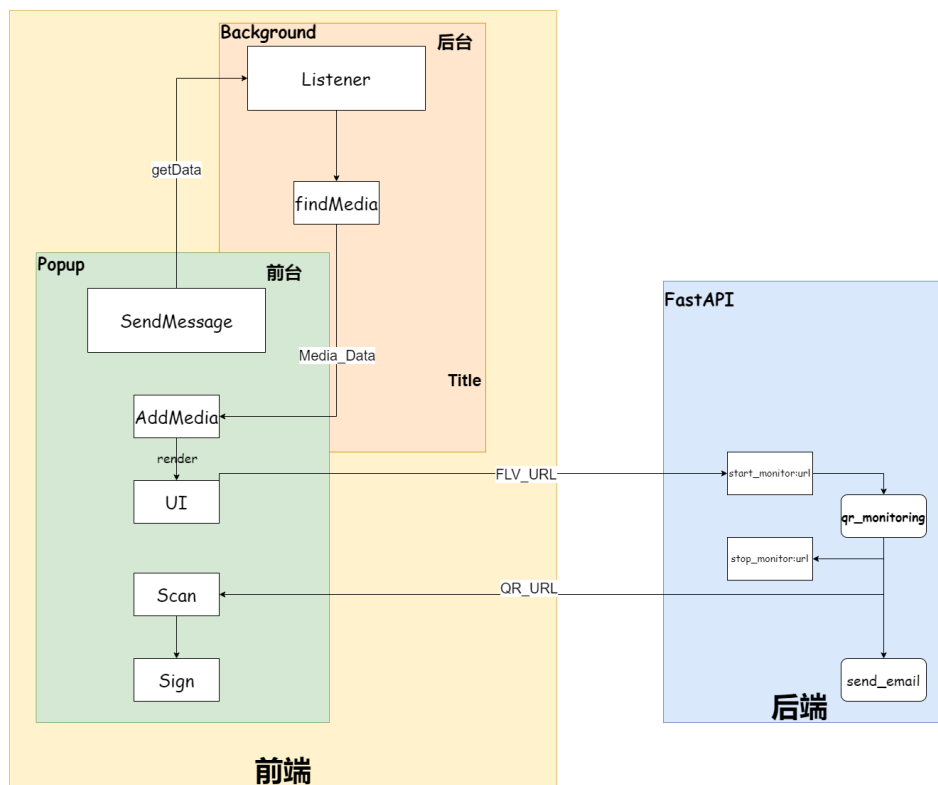 Background
后台
Listener
getData
findMedia
Popup
前台
SendMessage
Media_Data
Title
AddMedia
render
UI
FLV_URL
FastAPI
start_monitor:url
qr_monitoring
stop_monitor:url
QR_URL
Scan
Sign
send_email
后端
前端